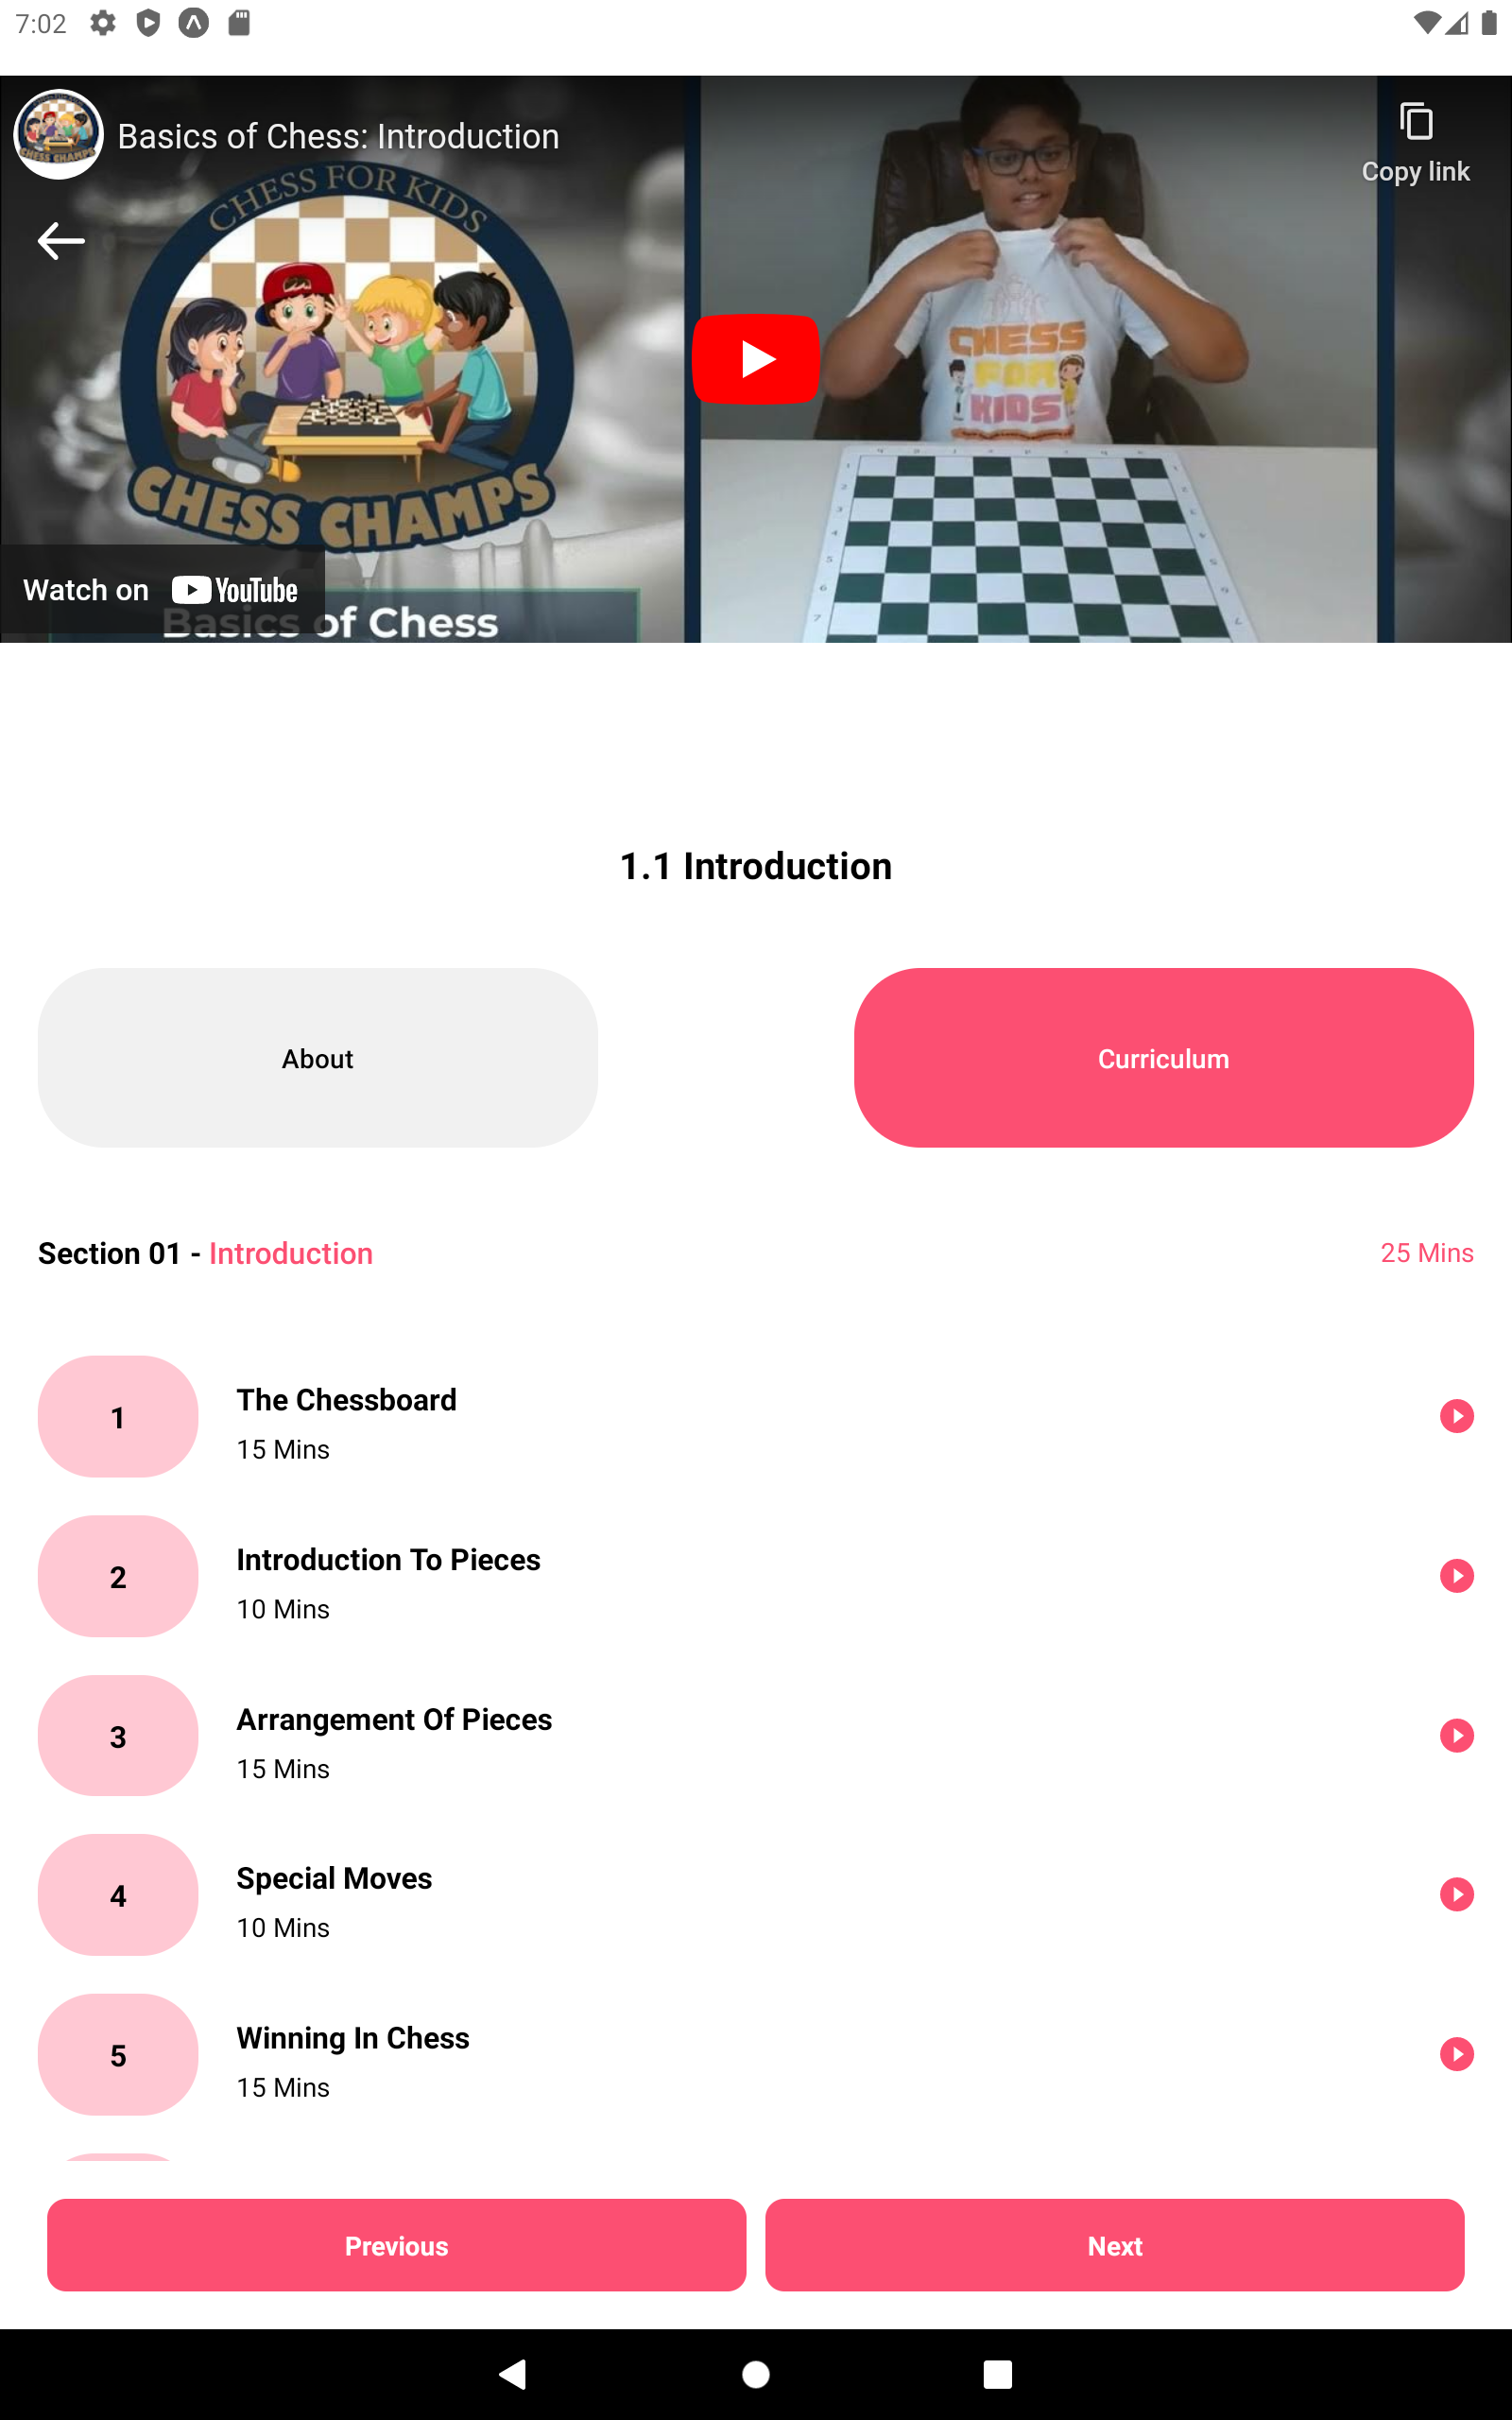 7:02
Basics of Chess: Introduction
Copy link
CHESS FOR KIDS
CHESS CHAMPS
CHESS
FOR
KIDS
Watch on YouTube
Basics of Chess
1.1 Introduction
About
Curriculum
Section 01 - Introduction
25 Mins
1
The Chessboard
15 Mins
2
Introduction To Pieces
10 Mins
3
Arrangement Of Pieces
15 Mins
4
Special Moves
10 Mins
5
Winning In Chess
15 Mins
Previous
Next